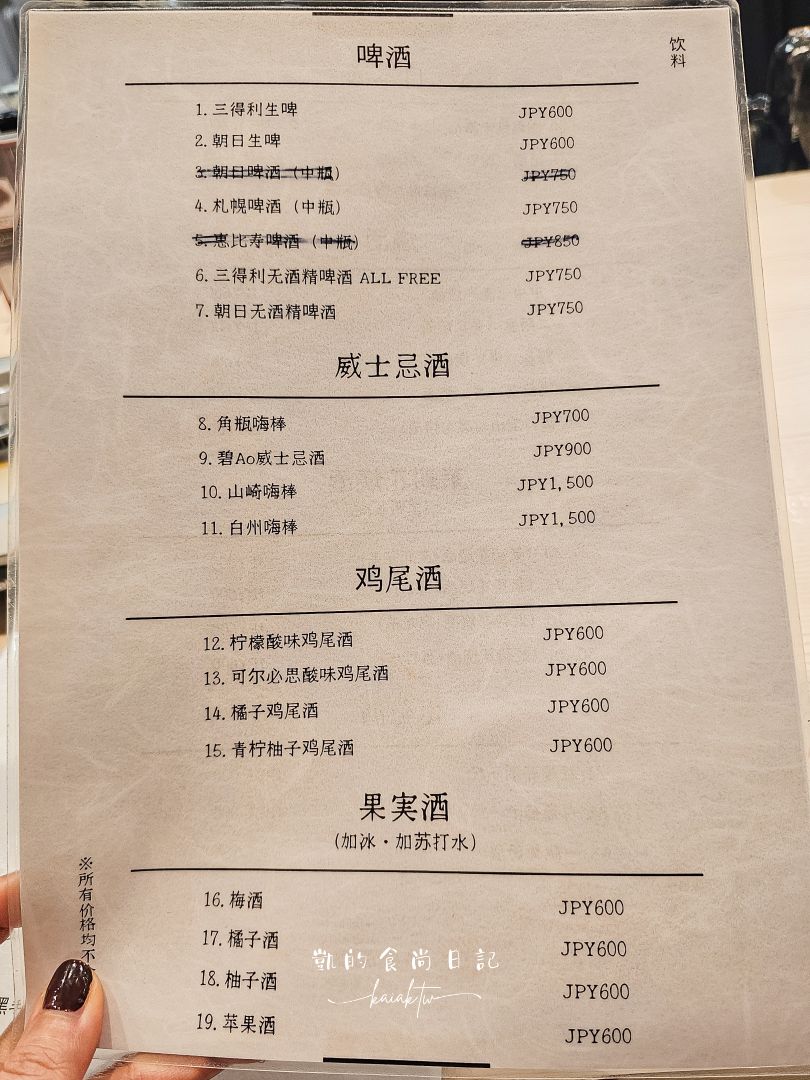 饮料
啤酒
1. 三得利生啤 JPY600
2. 朝日生啤 JPY600
3. 朝日啤酒（中瓶） JPY750
4. 札幌啤酒（中瓶） JPY750
5. 惠比寿啤酒（中瓶） JPY850
6. 三得利无酒精啤酒 ALL FREE JPY750
7. 朝日无酒精啤酒 JPY750
威士忌酒
8. 角瓶嗨棒 JPY700
9. 碧Ao威士忌酒 JPY900
10. 山崎嗨棒 JPY1,500
11. 白州嗨棒 JPY1,500
鸡尾酒
12. 柠檬酸味鸡尾酒 JPY600
13. 可尔必思酸味鸡尾酒 JPY600
14. 橘子鸡尾酒 JPY600
15. 青柠柚子鸡尾酒 JPY600
果実酒
（加冰・加苏打水）
16. 梅酒 JPY600
17. 橘子酒 JPY600
18. 柚子酒 JPY600
19. 苹果酒 JPY600
※所有价格均不
凱的食尚日記
kaiaktw